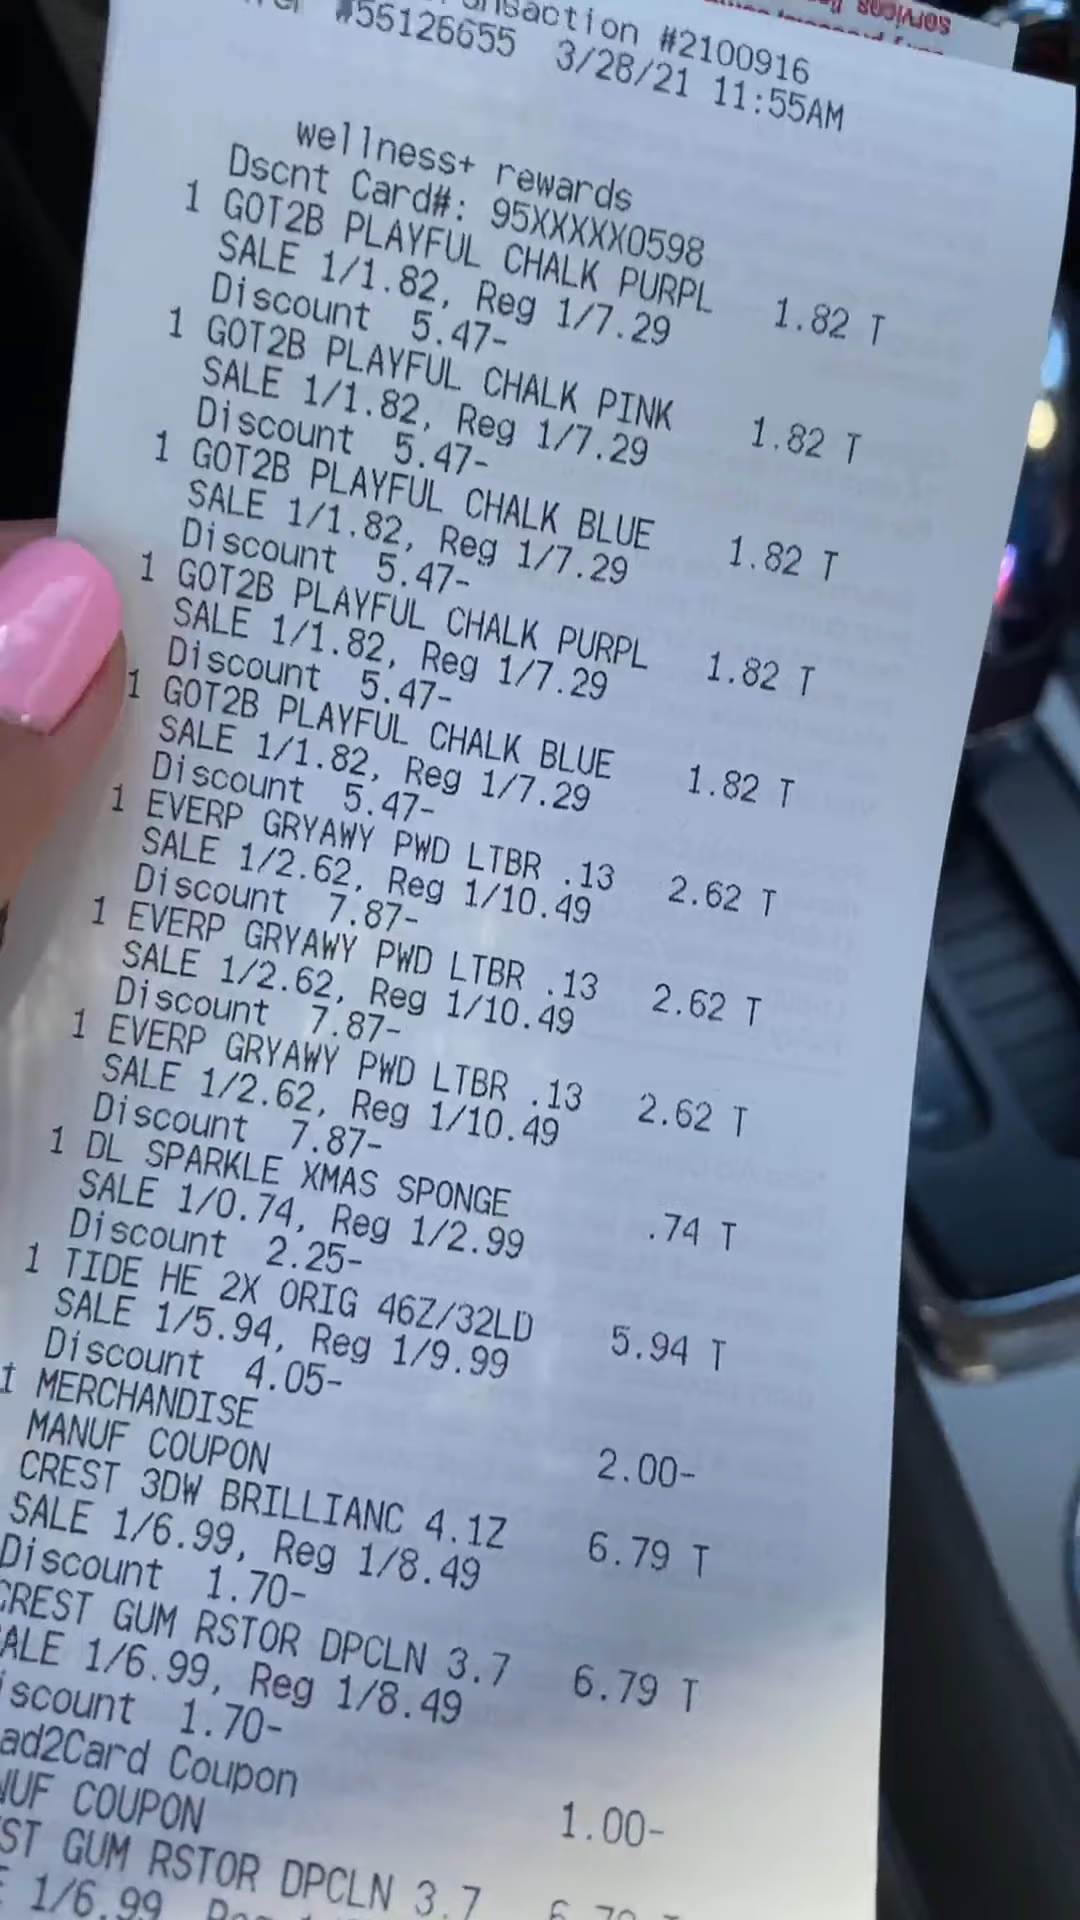 services
Transaction #2100916
#55126655 3/28/21 11:55AM
wellness+ rewards
Dscnt Card#: 95XXXXX0598
1 GOT2B PLAYFUL CHALK PURPL 1.82 T
SALE 1/1.82, Reg 1/7.29
Discount 5.47-
1 GOT2B PLAYFUL CHALK PINK 1.82 T
SALE 1/1.82, Reg 1/7.29
Discount 5.47-
1 GOT2B PLAYFUL CHALK BLUE 1.82 T
SALE 1/1.82, Reg 1/7.29
Discount 5.47-
1 GOT2B PLAYFUL CHALK PURPL 1.82 T
SALE 1/1.82, Reg 1/7.29
Discount 5.47-
1 GOT2B PLAYFUL CHALK BLUE 1.82 T
SALE 1/1.82, Reg 1/7.29
Discount 5.47-
1 EVERP GRYAWY PWD LTBR .13 2.62 T
SALE 1/2.62, Reg 1/10.49
Discount 7.87-
1 EVERP GRYAWY PWD LTBR .13 2.62 T
SALE 1/2.62, Reg 1/10.49
Discount 7.87-
1 EVERP GRYAWY PWD LTBR .13 2.62 T
SALE 1/2.62, Reg 1/10.49
Discount 7.87-
1 DL SPARKLE XMAS SPONGE .74 T
SALE 1/0.74, Reg 1/2.99
Discount 2.25-
1 TIDE HE 2X ORIG 46Z/32LD 5.94 T
SALE 1/5.94, Reg 1/9.99
Discount 4.05-
1 MERCHANDISE
MANUF COUPON 2.00-
CREST 3DW BRILLIANC 4.1Z 6.79 T
SALE 1/6.99, Reg 1/8.49
Discount 1.70-
CREST GUM RSTOR DPCLN 3.7 6.79 T
ALE 1/6.99, Reg 1/8.49
iscount 1.70-
ad2Card Coupon
NUF COUPON 1.00-
ST GUM RSTOR DPCLN 3.7
E 1/6.99